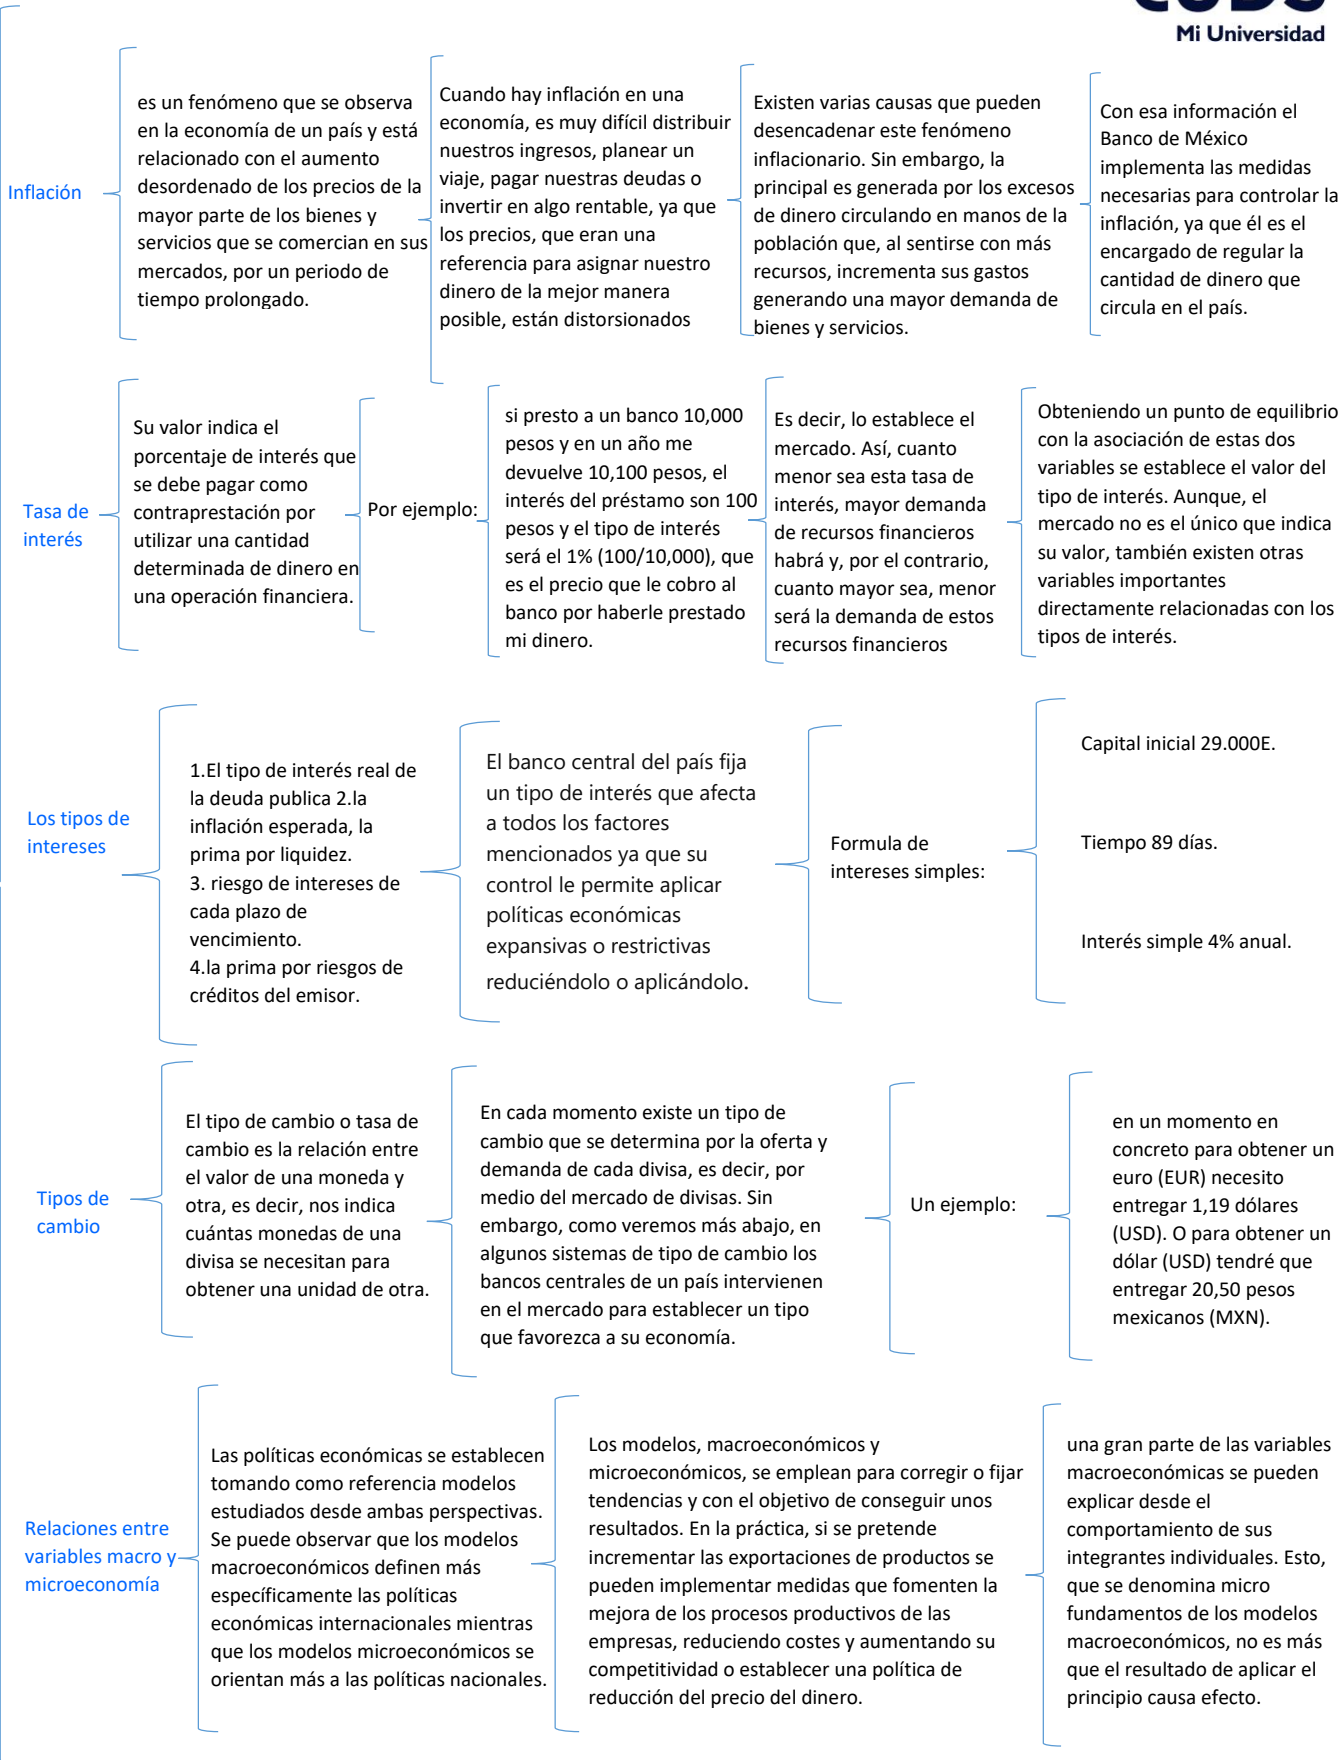 Mi Universidad
Inflación
es un fenómeno que se observa
en la economía de un país y está
relacionado con el aumento
desordenado de los precios de la
mayor parte de los bienes y
servicios que se comercian en sus
mercados, por un periodo de
tiempo prolongado.
Cuando hay inflación en una
economía, es muy difícil distribuir
nuestros ingresos, planear un
viaje, pagar nuestras deudas o
invertir en algo rentable, ya que
los precios, que eran una
referencia para asignar nuestro
dinero de la mejor manera
posible, están distorsionados
Existen varias causas que pueden
desencadenar este fenómeno
inflacionario. Sin embargo, la
principal es generada por los excesos
de dinero circulando en manos de la
población que, al sentirse con más
recursos, incrementa sus gastos
generando una mayor demanda de
bienes y servicios.
Con esa información el
Banco de México
implementa las medidas
necesarias para controlar la
inflación, ya que él es el
encargado de regular la
cantidad de dinero que
circula en el país.
Tasa de
interés
Su valor indica el
porcentaje de interés que
se debe pagar como
contraprestación por
utilizar una cantidad
determinada de dinero en
una operación financiera.
Por ejemplo:
si presto a un banco 10,000
pesos y en un año me
devuelve 10,100 pesos, el
interés del préstamo son 100
pesos y el tipo de interés
será el 1% (100/10,000), que
es el precio que le cobro al
banco por haberle prestado
mi dinero.
Es decir, lo establece el
mercado. Así, cuanto
menor sea esta tasa de
interés, mayor demanda
de recursos financieros
habrá y, por el contrario,
cuanto mayor sea, menor
será la demanda de estos
recursos financieros
Obteniendo un punto de equilibrio
con la asociación de estas dos
variables se establece el valor del
tipo de interés. Aunque, el
mercado no es el único que indica
su valor, también existen otras
variables importantes
directamente relacionadas con los
tipos de interés.
Los tipos de
intereses
1.El tipo de interés real de
la deuda publica 2.la
inflación esperada, la
prima por liquidez.
3. riesgo de intereses de
cada plazo de
vencimiento.
4.la prima por riesgos de
créditos del emisor.
El banco central del país fija
un tipo de interés que afecta
a todos los factores
mencionados ya que su
control le permite aplicar
políticas económicas
expansivas o restrictivas
reduciéndolo o aplicándolo.
Formula de
intereses simples:
Capital inicial 29.000E.
Tiempo 89 días.
Interés simple 4% anual.
Tipos de
cambio
El tipo de cambio o tasa de
cambio es la relación entre
el valor de una moneda y
otra, es decir, nos indica
cuántas monedas de una
divisa se necesitan para
obtener una unidad de otra.
En cada momento existe un tipo de
cambio que se determina por la oferta y
demanda de cada divisa, es decir, por
medio del mercado de divisas. Sin
embargo, como veremos más abajo, en
algunos sistemas de tipo de cambio los
bancos centrales de un país intervienen
en el mercado para establecer un tipo
que favorezca a su economía.
Un ejemplo:
en un momento en
concreto para obtener un
euro (EUR) necesito
entregar 1,19 dólares
(USD). O para obtener un
dólar (USD) tendré que
entregar 20,50 pesos
mexicanos (MXN).
Relaciones entre
variables macro y
microeconomía
Las políticas económicas se establecen
tomando como referencia modelos
estudiados desde ambas perspectivas.
Se puede observar que los modelos
macroeconómicos definen más
específicamente las políticas
económicas internacionales mientras
que los modelos microeconómicos se
orientan más a las políticas nacionales.
Los modelos, macroeconómicos y
microeconómicos, se emplean para corregir o fijar
tendencias y con el objetivo de conseguir unos
resultados. En la práctica, si se pretende
incrementar las exportaciones de productos se
pueden implementar medidas que fomenten la
mejora de los procesos productivos de las
empresas, reduciendo costes y aumentando su
competitividad o establecer una política de
reducción del precio del dinero.
una gran parte de las variables
macroeconómicas se pueden
explicar desde el
comportamiento de sus
integrantes individuales. Esto,
que se denomina micro
fundamentos de los modelos
macroeconómicos, no es más
que el resultado de aplicar el
principio causa efecto.